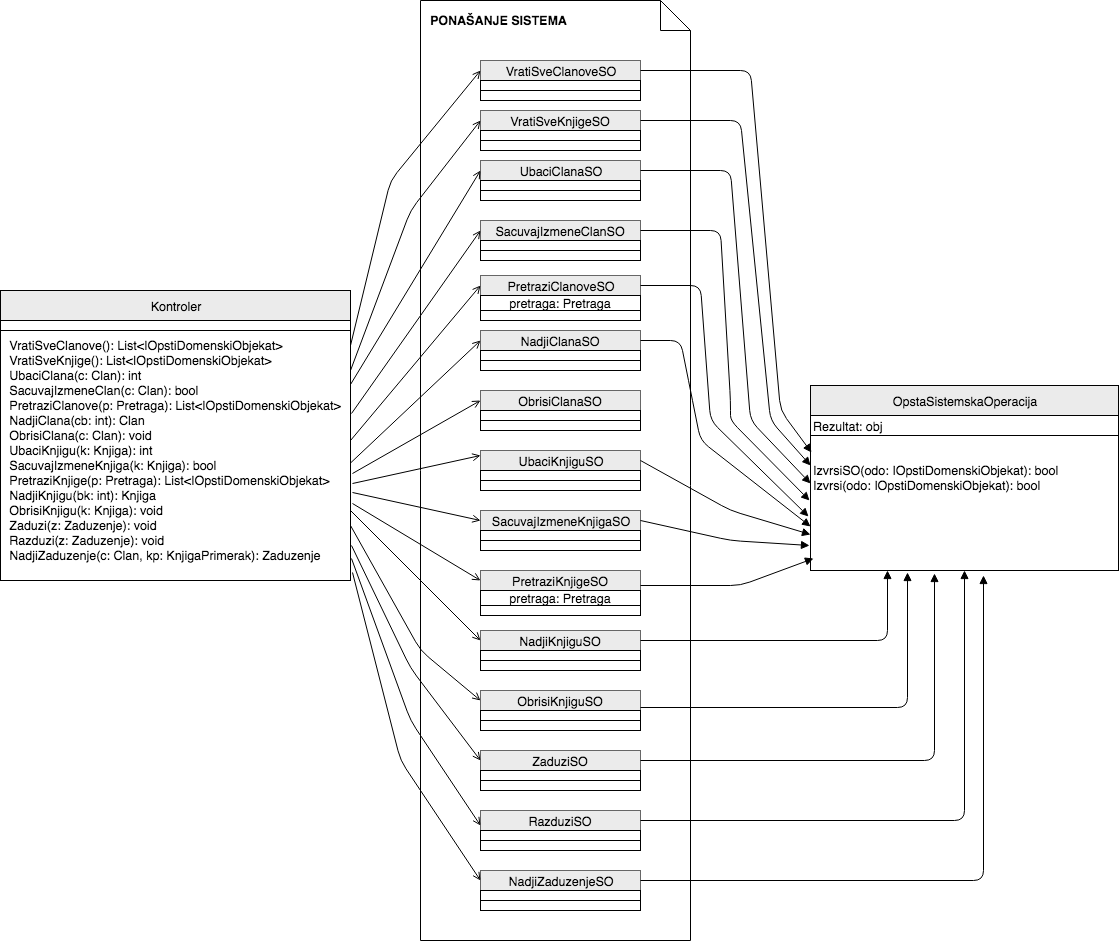 PONAŠANJE SISTEMA
VratiSveClanoveSO
VratiSveKnjigeSO
UbaciClanaSO
SacuvajIzmeneClanSO
PretraziClanoveSO
pretraga: Pretraga
NadjiClanaSO
ObrisiClanaSO
UbaciKnjiguSO
SacuvajIzmeneKnjigaSO
PretraziKnjigeSO
pretraga: Pretraga
NadjiKnjiguSO
ObrisiKnjiguSO
ZaduziSO
RazduziSO
NadjiZaduzenjeSO
Kontroler
VratiSveClanove(): List<IOpstiDomenskiObjekat>
VratiSveKnjige(): List<IOpstiDomenskiObjekat>
UbaciClana(c: Clan): int
SacuvajIzmeneClan(c: Clan): bool
PretraziClanove(p: Pretraga): List<IOpstiDomenskiObjekat>
NadjiClana(cb: int): Clan
ObrisiClana(c: Clan): void
UbaciKnjigu(k: Knjiga): int
SacuvajIzmeneKnjiga(k: Knjiga): bool
PretraziKnjige(p: Pretraga): List<IOpstiDomenskiObjekat>
NadjiKnjigu(bk: int): Knjiga
ObrisiKnjigu(k: Knjiga): void
Zaduzi(z: Zaduzenje): void
Razduzi(z: Zaduzenje): void
NadjiZaduzenje(c: Clan, kp: KnjigaPrimerak): Zaduzenje
OpstaSistemskaOperacija
Rezultat: obj
IzvrsiSO(odo: IOpstiDomenskiObjekat): bool
Izvrsi(odo: IOpstiDomenskiObjekat): bool